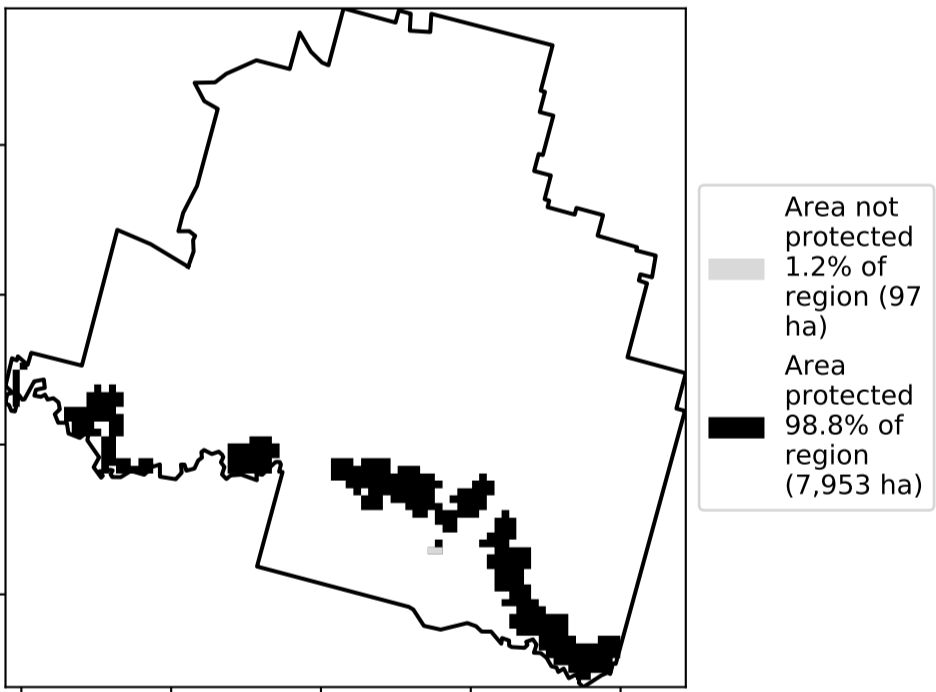 Area not
protected
1.2% of
region (97
ha)
Area
protected
98.8% of
region
(7,953 ha)